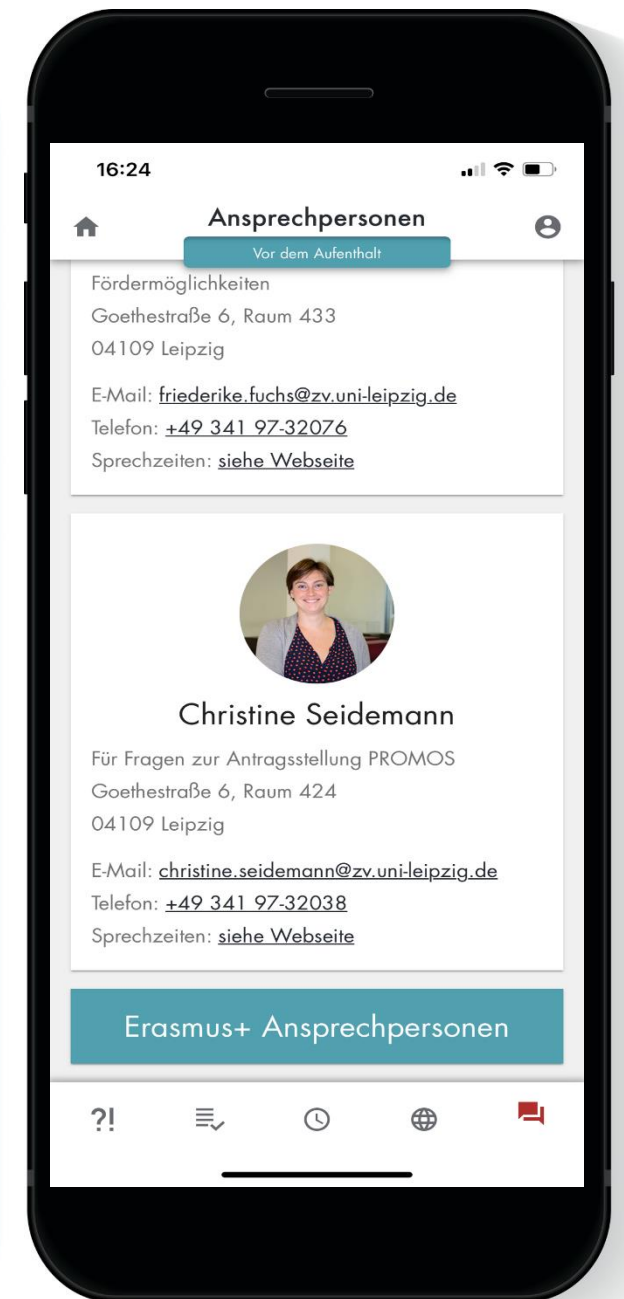 16:24
Ansprechpersonen
Vor dem Aufenthalt
Fördermöglichkeiten
Goethestraße 6, Raum 433
04109 Leipzig
E-Mail: friederike.fuchs@zv.uni-leipzig.de
Telefon: +49 341 97-32076
Sprechzeiten: siehe Webseite
Christine Seidemann
Für Fragen zur Antragsstellung PROMOS
Goethestraße 6, Raum 424
04109 Leipzig
E-Mail: christine.seidemann@zv.uni-leipzig.de
Telefon: +49 341 97-32038
Sprechzeiten: siehe Webseite
Erasmus+ Ansprechpersonen
?!